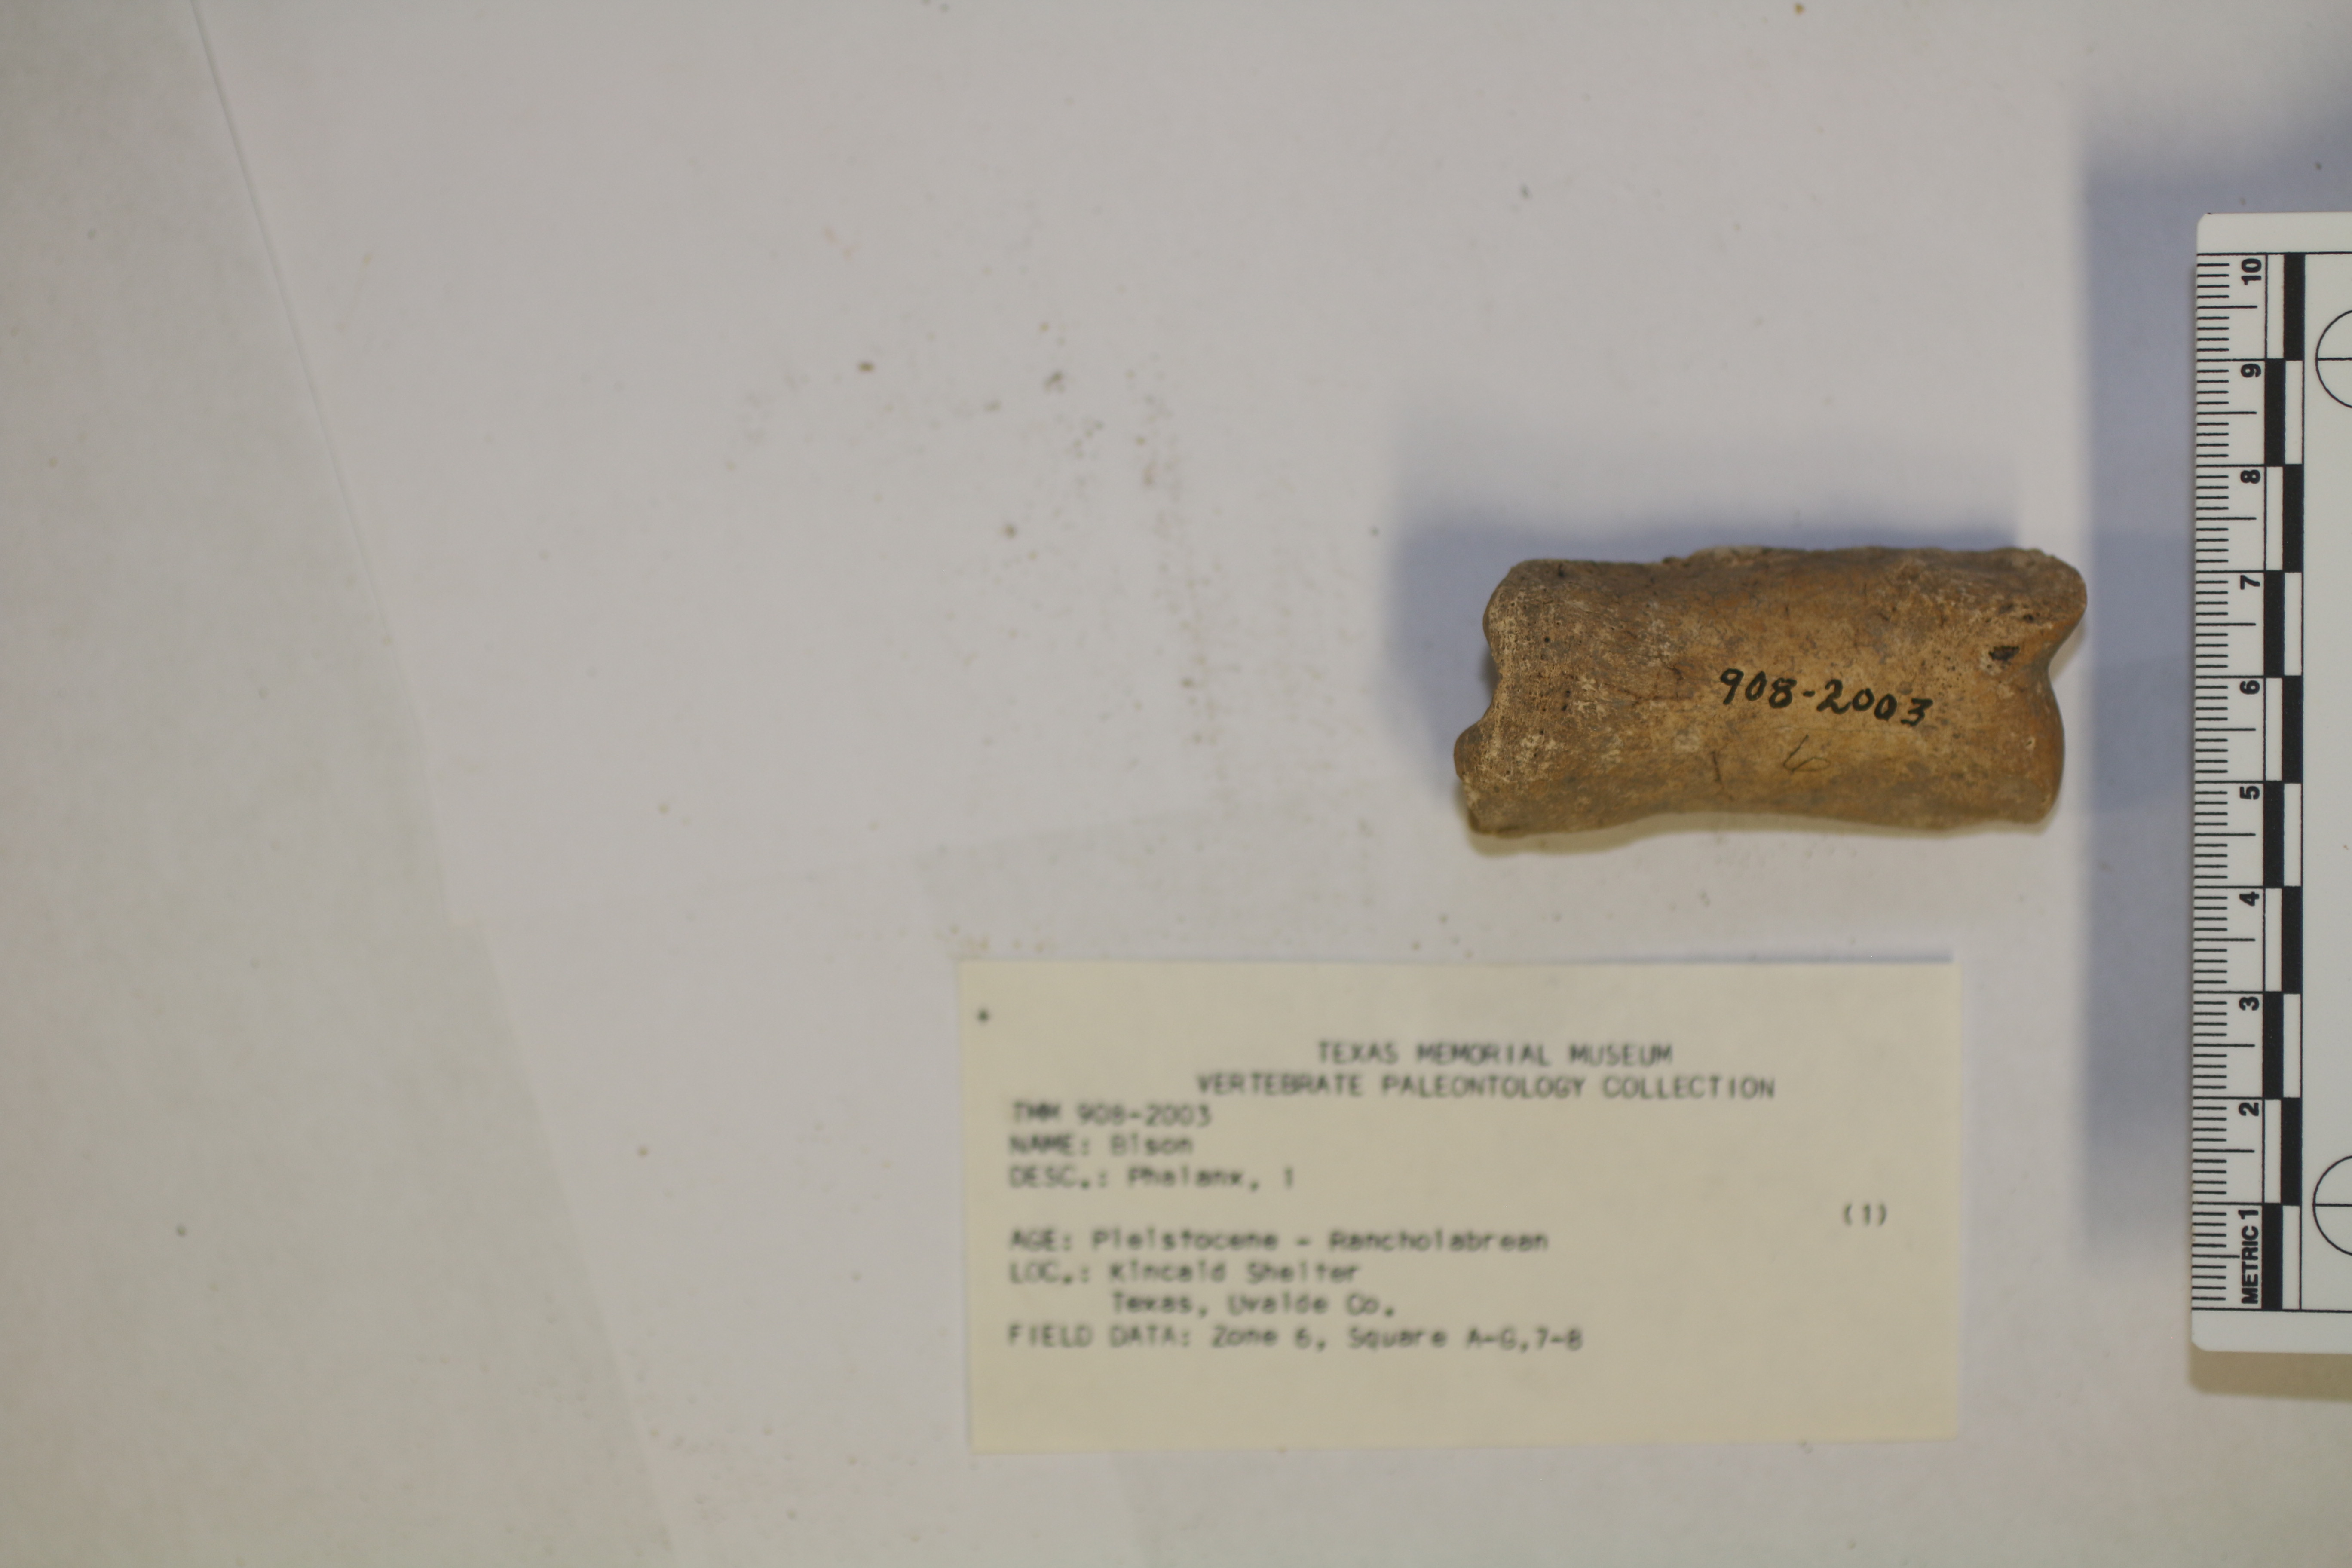 *
TEXAS MEMORIAL MUSEUM
VERTEBRATE PALEONTOLOGY COLLECTION
TMM 908-2003
NAME: Bison
DESC.: Phalanx, 1
(1)
AGE: Pleistocene - Rancholabrean
LOC.: Kincaid Shelter
Texas, Uvalde Co.
FIELD DATA: Zone 6, Square A-G,7-8
908-2003
6
METRIC 1 2 3 4 5 6 7 8 9 10